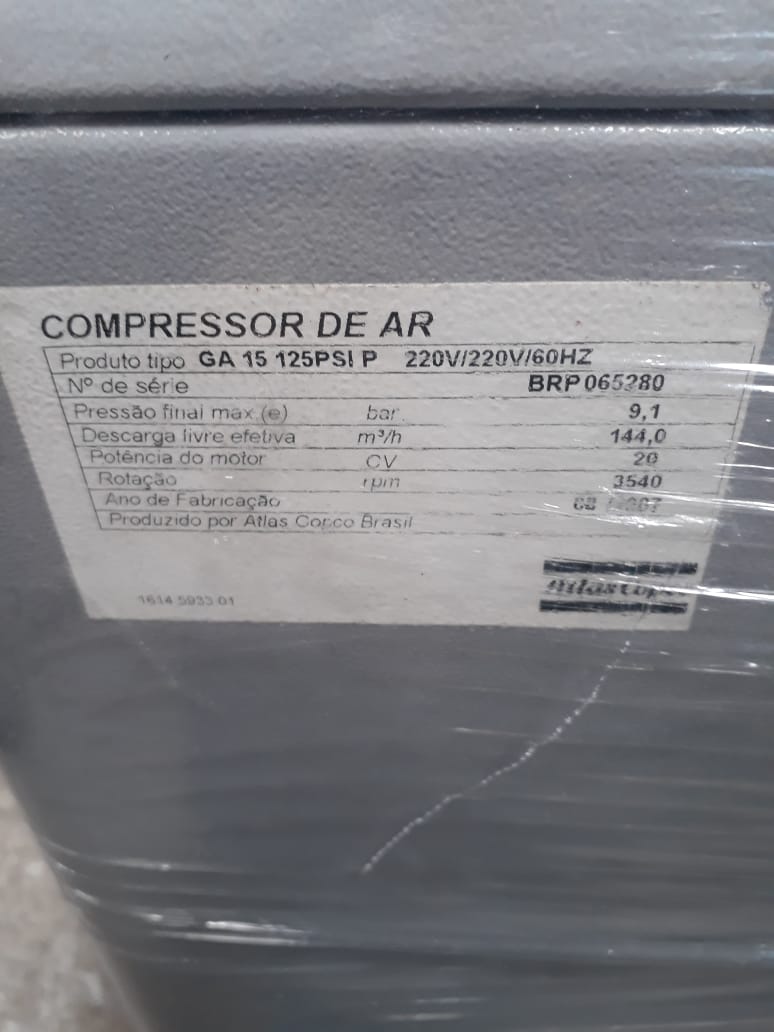 COMPRESSOR DE AR
Produto tipo GA 15 125PSI P 220V/220V/60HZ
Nº de série BRP 065280
Pressão final max.(e) bar. 9,1
Descarga livre efetiva m³/h 144,0
Potência do motor CV 20
Rotação rpm 3540
Ano de Fabricação
Produzido por Atlas Copco Brasil
1614 5933 01
Atlas Copco